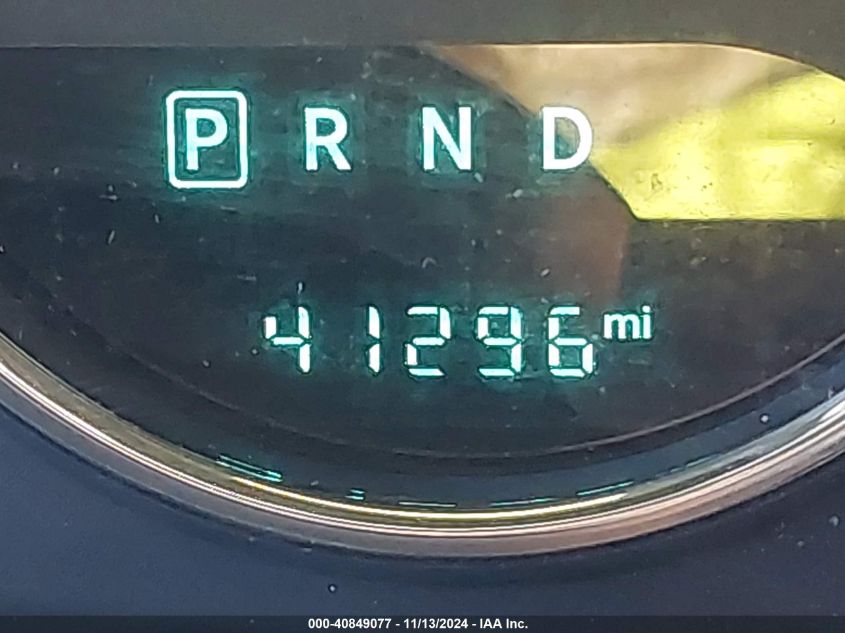 P R N D
41296 mi
000-40849077 - 11/13/2024 - IAA Inc.